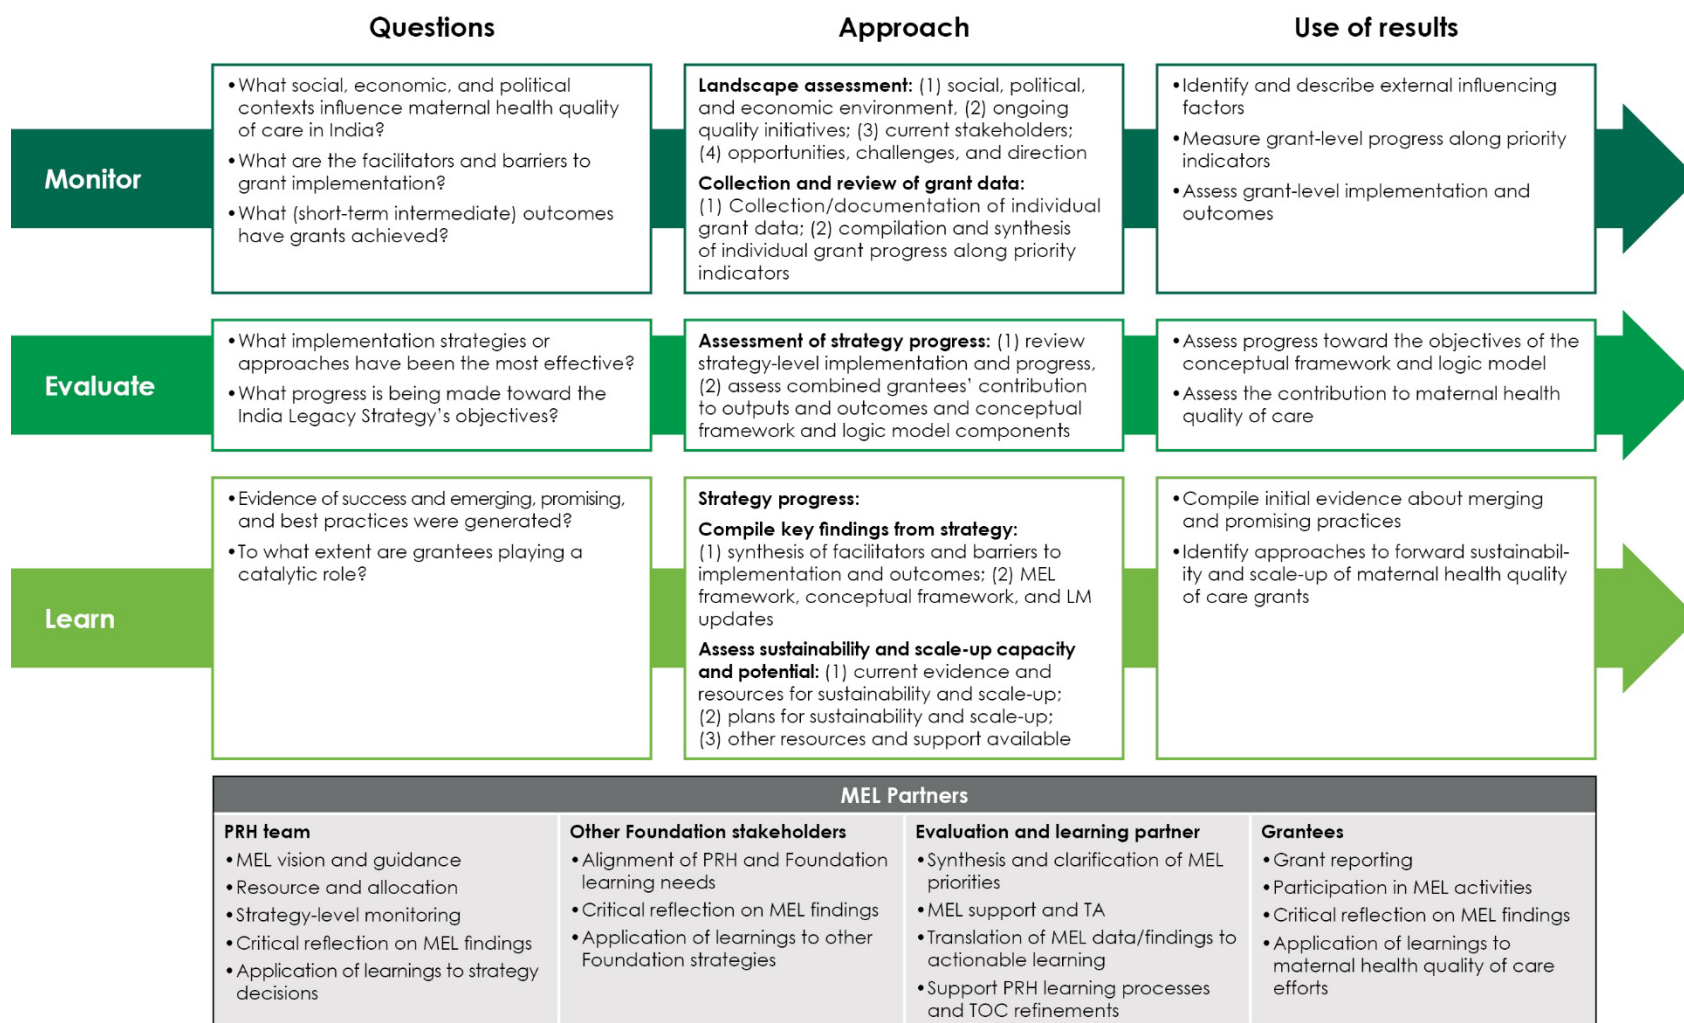 Questions
Approach
Use of results
Monitor
•What social, economic, and political
contexts influence maternal health quality
of care in India?
•What are the facilitators and barriers to
grant implementation?
•What (short-term intermediate) outcomes
have grants achieved?
Landscape assessment: (1) social, political,
and economic environment, (2) ongoing
quality initiatives; (3) current stakeholders;
(4) opportunities, challenges, and direction
Collection and review of grant data:
(1) Collection/documentation of individual
grant data; (2) compilation and synthesis
of individual grant progress along priority
indicators
•Identify and describe external influencing
factors
•Measure grant-level progress along priority
indicators
•Assess grant-level implementation and
outcomes
Evaluate
•What implementation strategies or
approaches have been the most effective?
•What progress is being made toward the
India Legacy Strategy's objectives?
Assessment of strategy progress: (1) review
strategy-level implementation and progress,
(2) assess combined grantees' contribution
to outputs and outcomes and conceptual
framework and logic model components
•Assess progress toward the objectives of the
conceptual framework and logic model
•Assess the contribution to maternal health
quality of care
Learn
•Evidence of success and emerging, promising,
and best practices were generated?
•To what extent are grantees playing a
catalytic role?
Strategy progress:
Compile key findings from strategy:
(1) synthesis of facilitators and barriers to
implementation and outcomes; (2) MEL
framework, conceptual framework, and LM
updates
Assess sustainability and scale-up capacity
and potential: (1) current evidence and
resources for sustainability and scale-up;
(2) plans for sustainability and scale-up;
(3) other resources and support available
•Compile initial evidence about merging
and promising practices
•Identify approaches to forward sustainabil-
ity and scale-up of maternal health quality
of care grants
MEL Partners
PRH team
•MEL vision and guidance
•Resource and allocation
•Strategy-level monitoring
•Critical reflection on MEL findings
•Application of learnings to strategy
decisions
Other Foundation stakeholders
•Alignment of PRH and Foundation
learning needs
•Critical reflection on MEL findings
•Application of learnings to other
Foundation strategies
Evaluation and learning partner
•Synthesis and clarification of MEL
priorities
•MEL support and TA
•Translation of MEL data/findings to
actionable learning
•Support PRH learning processes
and TOC refinements
Grantees
•Grant reporting
•Participation in MEL activities
•Critical reflection on MEL findings
•Application of learnings to
maternal health quality of care
efforts